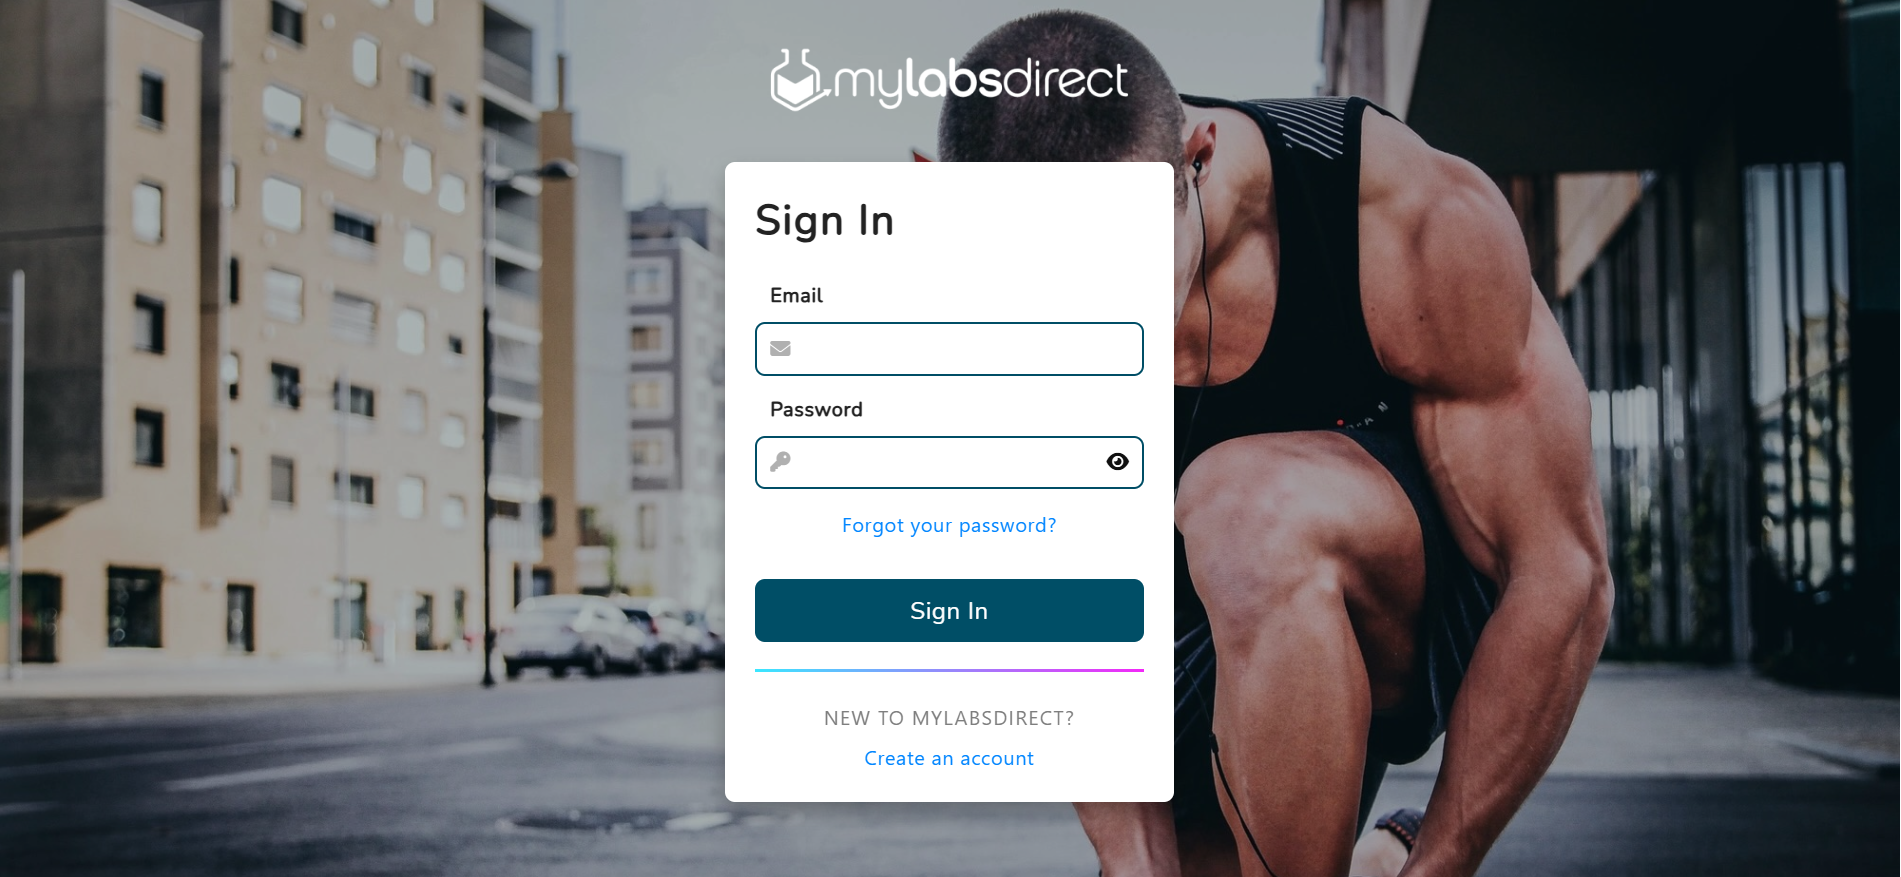 mylabsdirect
Sign In
Email
Password
Forgot your password?
Sign In
NEW TO MYLABSDIRECT?
Create an account